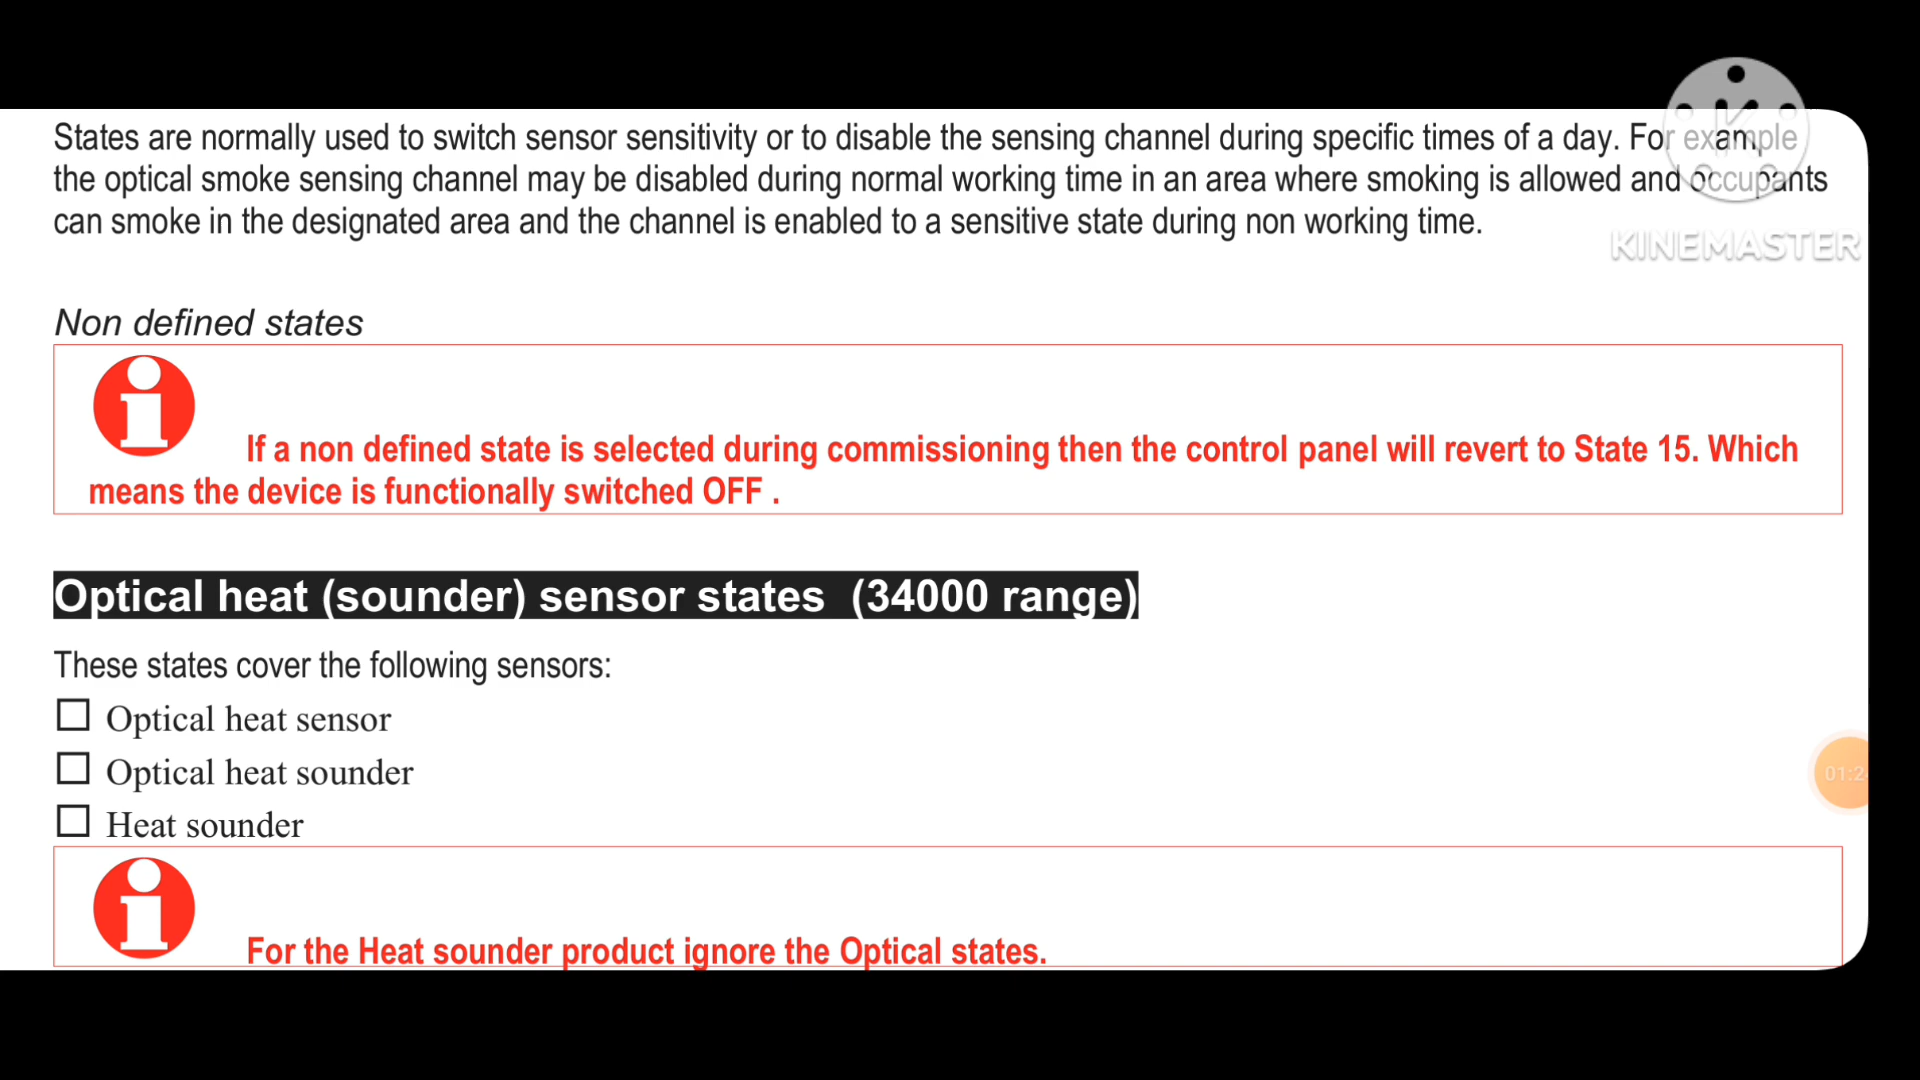 States are normally used to switch sensor sensitivity or to disable the sensing channel during specific times of a day. For example
the optical smoke sensing channel may be disabled during normal working time in an area where smoking is allowed and occupants
can smoke in the designated area and the channel is enabled to a sensitive state during non working time.
KINEMASTER
Non defined states
If a non defined state is selected during commissioning then the control panel will revert to State 15. Which
means the device is functionally switched OFF .
Optical heat (sounder) sensor states (34000 range)
These states cover the following sensors:
Optical heat sensor
Optical heat sounder
Heat sounder
For the Heat sounder product ignore the Optical states.